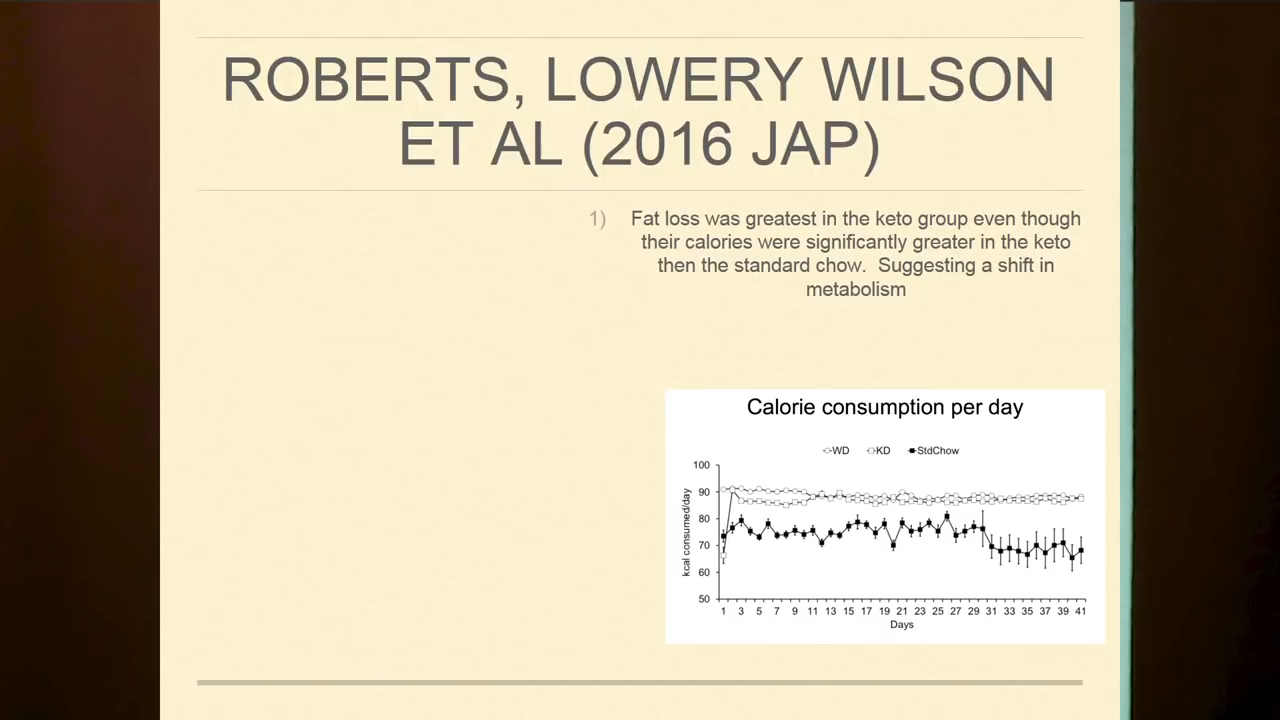 ROBERTS, LOWERY WILSON
ET AL (2016 JAP)
1) Fat loss was greatest in the keto group even though
their calories were significantly greater in the keto
then the standard chow. Suggesting a shift in
metabolism
Calorie consumption per day
WD KD StdChow
100
90
80
70
60
50
kcal consumed/day
1 3 5 7 9 11 13 15 17 19 21 23 25 27 29 31 33 35 37 39 41
Days